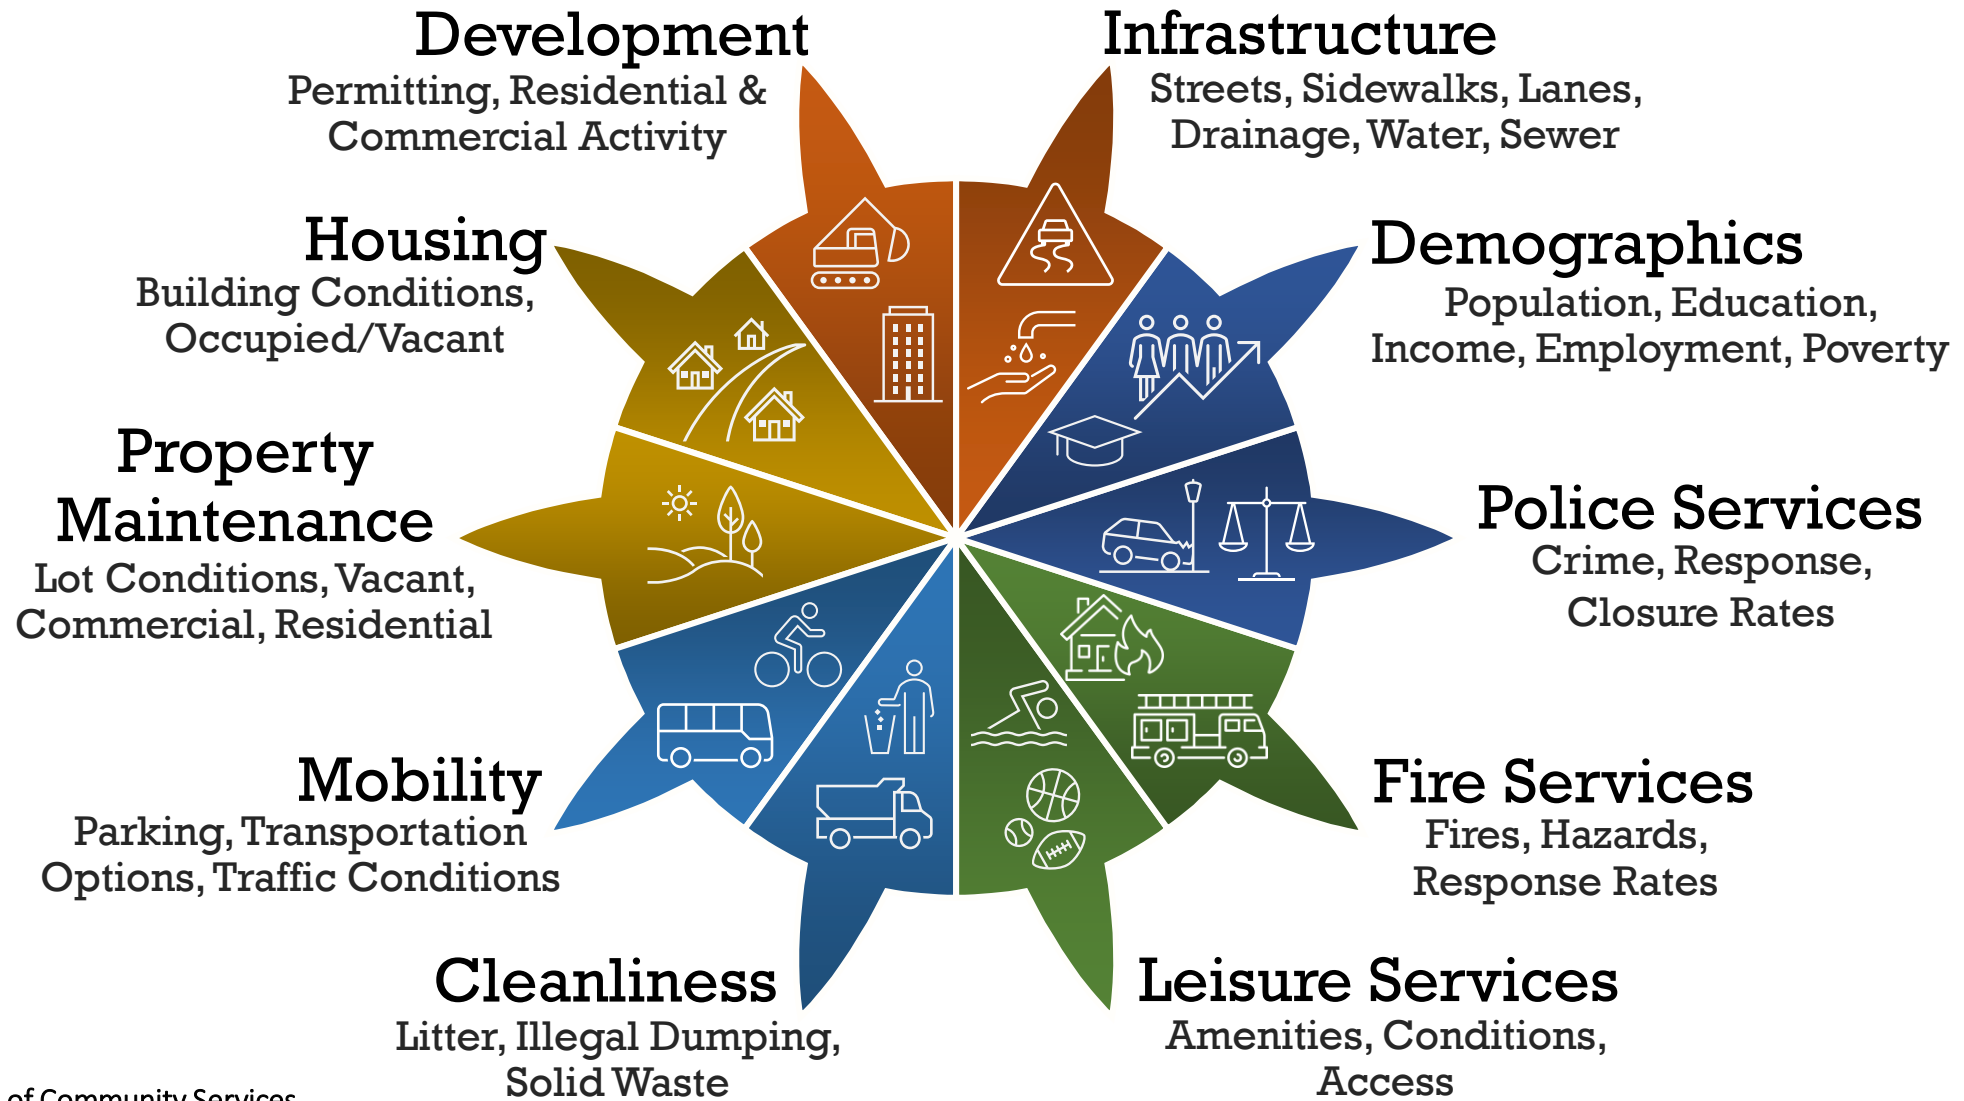 Development
Permitting, Residential &
Commercial Activity
Infrastructure
Streets, Sidewalks, Lanes,
Drainage, Water, Sewer
Housing
Building Conditions,
Occupied/Vacant
Demographics
Population, Education,
Income, Employment, Poverty
Property
Maintenance
Lot Conditions, Vacant,
Commercial, Residential
Police Services
Crime, Response,
Closure Rates
Mobility
Parking, Transportation
Options, Traffic Conditions
Fire Services
Fires, Hazards,
Response Rates
Cleanliness
Litter, Illegal Dumping,
Solid Waste
Leisure Services
Amenities, Conditions,
Access
of Community Services